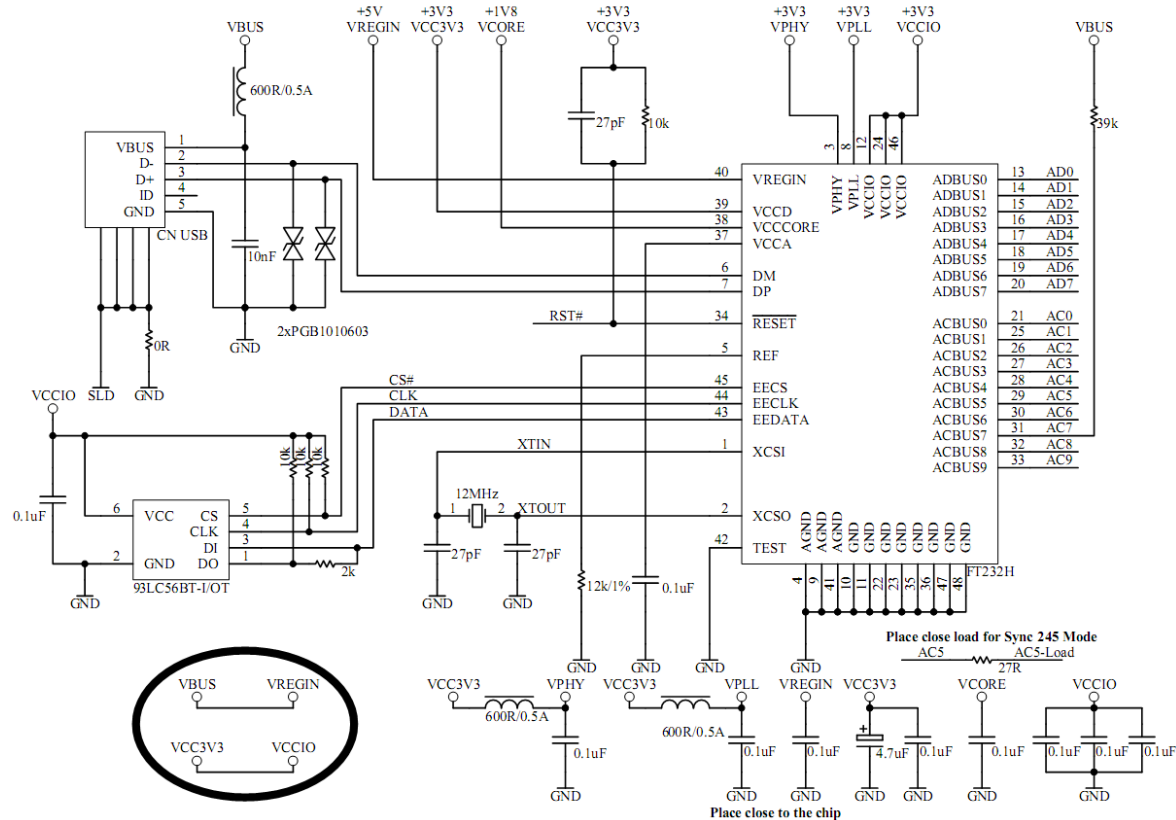 +5V +3V3 +1V8 +3V3 +3V3 +3V3 +3V3
VBUS VREGIN VCC3V3 VCORE VCC3V3 VPHY VPLL VCCIO VBUS
600R/0.5A
27pF 10k 39k
3 8 12 24 46
VBUS 1
D- 2
D+ 3
ID 4
GND 5
CN USB
10nF
2xPGB1010603
0R
GND
SLD GND
VPHY VPLL VCCIO VCCIO VCCIO
40 VREGIN
39 VCCD
38 VCCCORE
37 VCCA
6 DM
7 DP
RST# 34 RESET
5 REF
CS# 45 EECS
CLK 44 EECLK
DATA 43 EEDATA
XTIN 1 XCSI
XTOUT 2 XCSO
42 TEST
ADBUS0 13 AD0
ADBUS1 14 AD1
ADBUS2 15 AD2
ADBUS3 16 AD3
ADBUS4 17 AD4
ADBUS5 18 AD5
ADBUS6 19 AD6
ADBUS7 20 AD7
ACBUS0 21 AC0
ACBUS1 25 AC1
ACBUS2 26 AC2
ACBUS3 27 AC3
ACBUS4 28 AC4
ACBUS5 29 AC5
ACBUS6 30 AC6
ACBUS7 31 AC7
ACBUS8 32 AC8
ACBUS9 33 AC9
AGND AGND AGND GND GND GND GND GND GND GND GND
4 9 41 10 11 22 23 35 36 47 48
FT232H
VCCIO
10k 10k 10k
0.1uF
6 VCC CS 5
CLK 4
DI 3
2 GND DO 1
2k
93LC56BT-I/OT
GND
12MHz
1 2
27pF 27pF
GND GND
12k/1% 0.1uF
GND GND GND GND
Place close load for Sync 245 Mode
AC5 AC5-Load
27R
VBUS VREGIN
VCC3V3 VCCIO
VCC3V3 VPHY VCC3V3 VPLL VREGIN VCC3V3 VCORE VCCIO
600R/0.5A 600R/0.5A
0.1uF 0.1uF 0.1uF + 4.7uF 0.1uF 0.1uF 0.1uF 0.1uF 0.1uF
GND GND GND GND GND GND GND
Place close to the chip